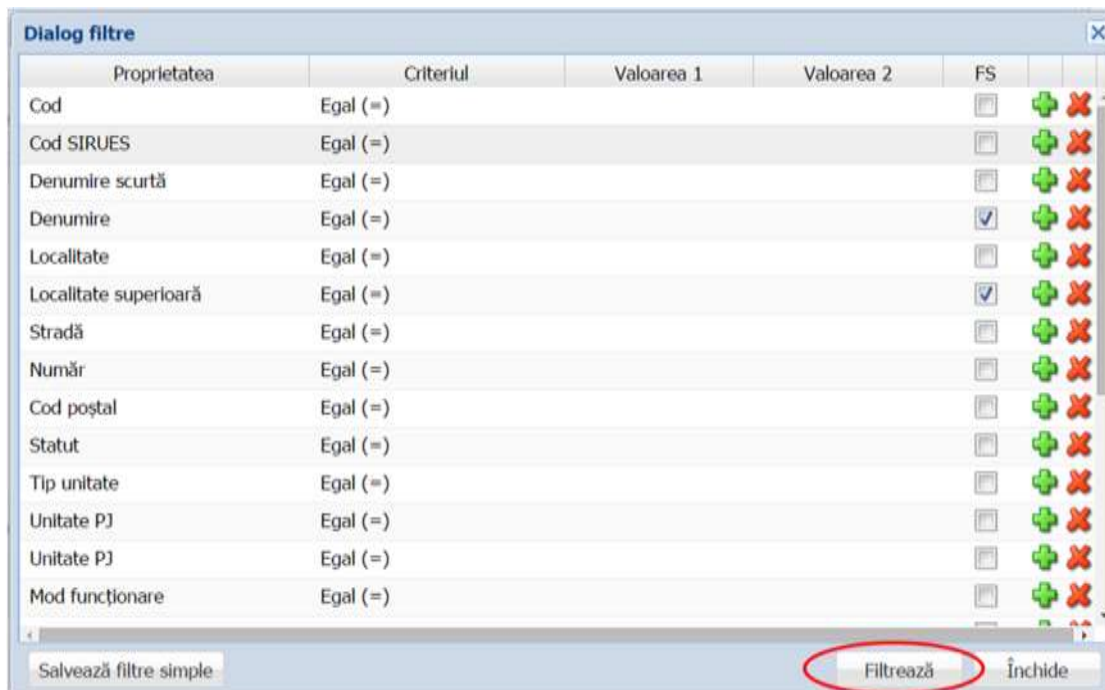 Dialog filtre
Proprietatea Criteriul Valoarea 1 Valoarea 2 FS
Cod Egal (=)
Cod SIRUES Egal (=)
Denumire scurtă Egal (=)
Denumire Egal (=)
Localitate Egal (=)
Localitate superioară Egal (=)
Stradă Egal (=)
Număr Egal (=)
Cod poștal Egal (=)
Statut Egal (=)
Tip unitate Egal (=)
Unitate PJ Egal (=)
Unitate PJ Egal (=)
Mod funcționare Egal (=)
Salvează filtre simple Filtrează Închide